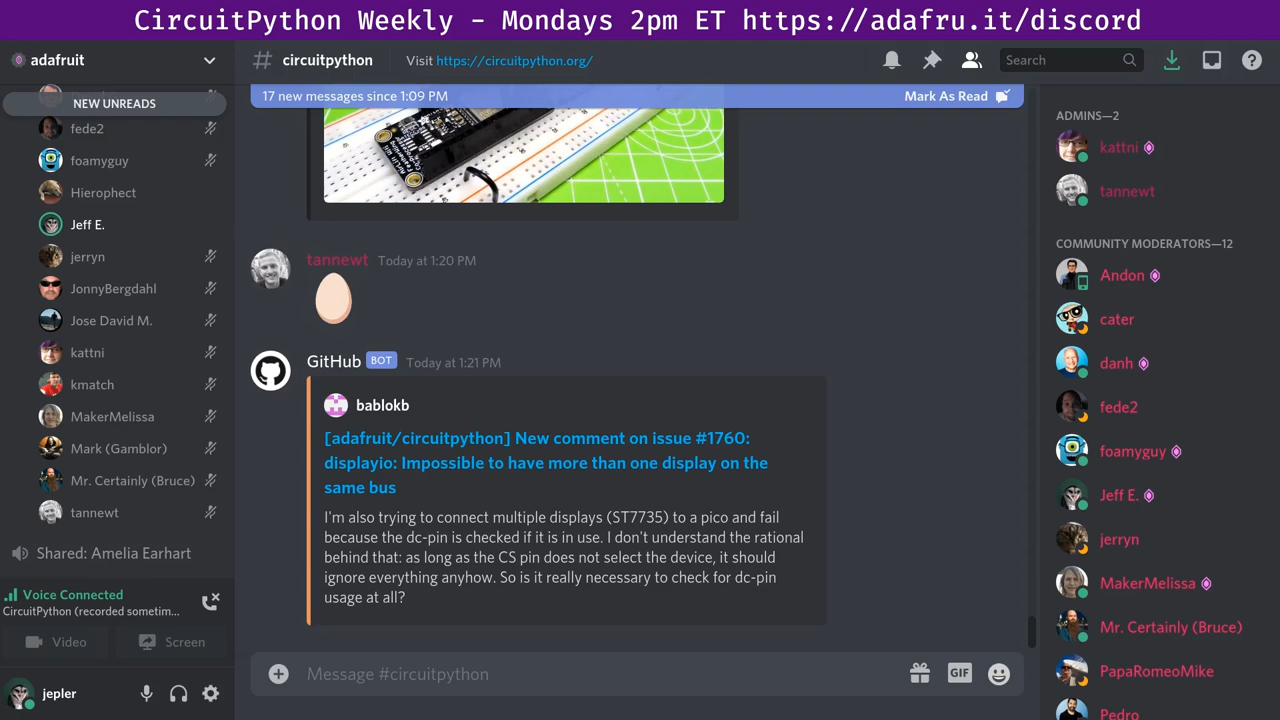 CircuitPython Weekly - Mondays 2pm ET https://adafru.it/discord
adafruit
NEW UNREADS
fede2
foamyguy
Hierophect
Jeff E.
jerryn
JonnyBergdahl
Jose David M.
kattni
kmatch
MakerMelissa
Mark (Gamblor)
Mr. Certainly (Bruce)
tannewt
Shared: Amelia Earhart
Voice Connected
CircuitPython (recorded sometim...
Video
Screen
jepler
# circuitpython
Visit https://circuitpython.org/
Search
17 new messages since 1:09 PM
Mark As Read
tannewt Today at 1:20 PM
GitHub BOT Today at 1:21 PM
bablokb
[adafruit/circuitpython] New comment on issue #1760:
displayio: Impossible to have more than one display on the
same bus
I'm also trying to connect multiple displays (ST7735) to a pico and fail
because the dc-pin is checked if it is in use. I don't understand the rational
behind that: as long as the CS pin does not select the device, it should
ignore everything anyhow. So is it really necessary to check for dc-pin
usage at all?
Message #circuitpython
GIF
ADMINS—2
kattni
tannewt
COMMUNITY MODERATORS—12
Andon
cater
danh
fede2
foamyguy
Jeff E.
jerryn
MakerMelissa
Mr. Certainly (Bruce)
PapaRomeoMike
Pedro